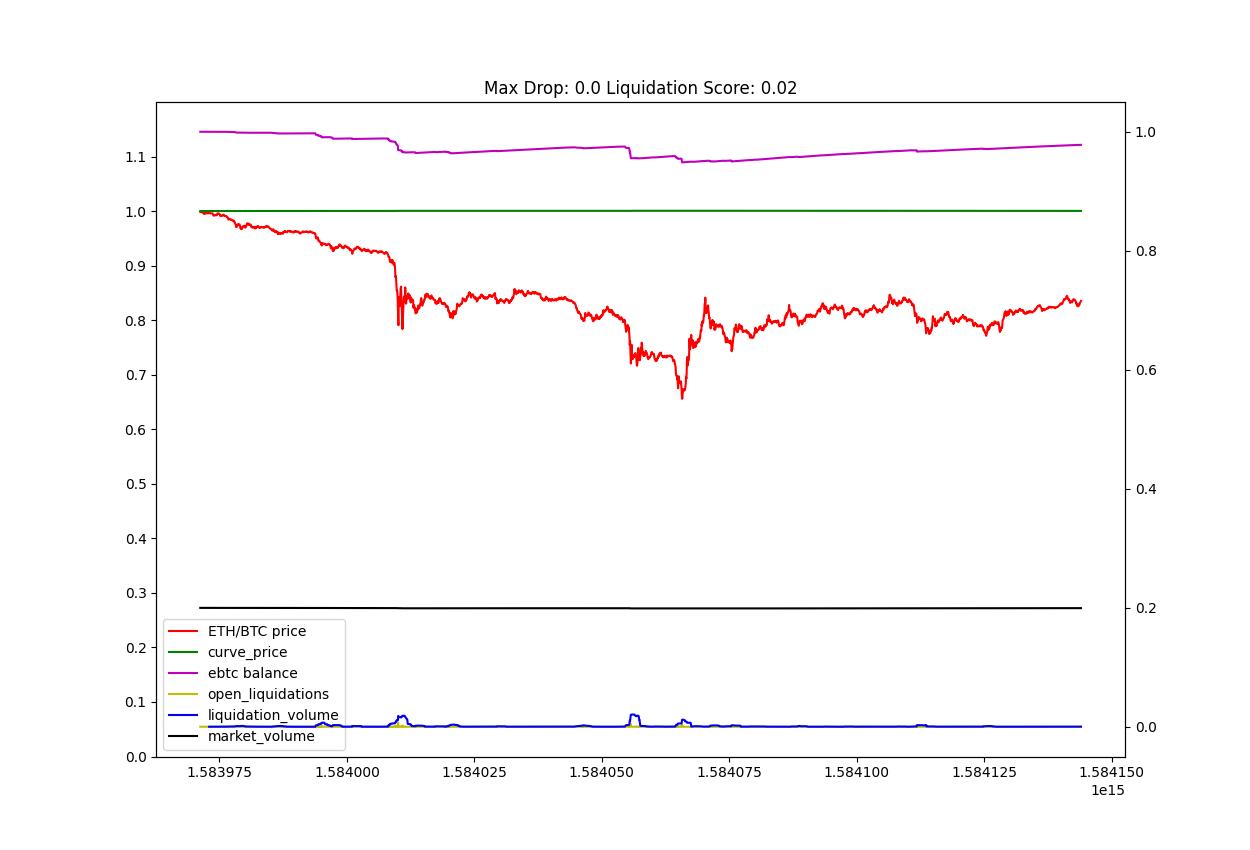 Max Drop: 0.0 Liquidation Score: 0.02
1.1
1.0
0.9
0.8
0.7
0.6
0.5
0.4
0.3
0.2
0.1
0.0
1.0
0.8
0.6
0.4
0.2
0.0
ETH/BTC price
curve_price
ebtc balance
open_liquidations
liquidation_volume
market_volume
1.583975 1.584000 1.584025 1.584050 1.584075 1.584100 1.584125 1.584150
1e15